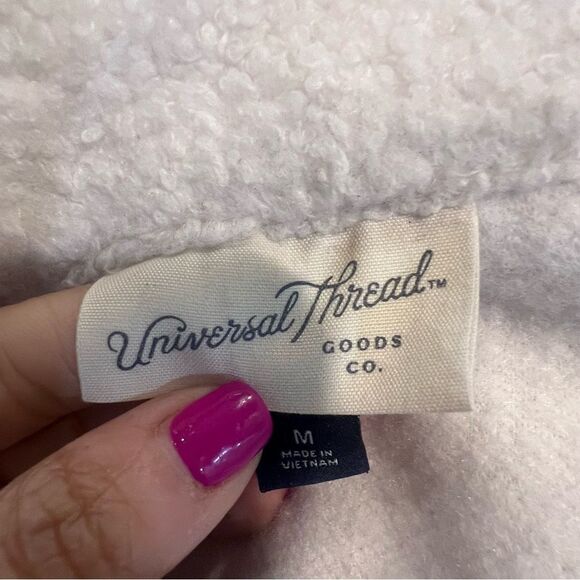 Universal Thread™
GOODS
CO.
M
MADE IN
VIETNAM